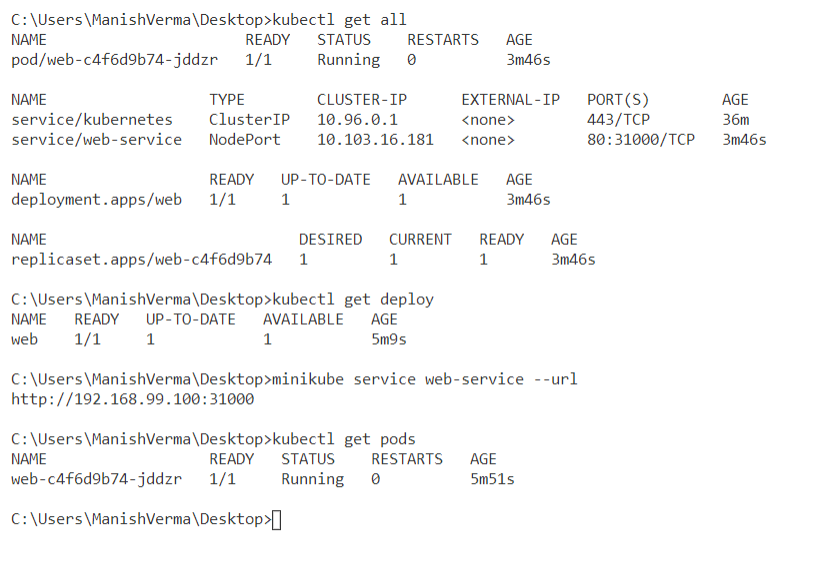 C:\Users\ManishVerma\Desktop>kubectl get all
NAME READY STATUS RESTARTS AGE
pod/web-c4f6d9b74-jddzr 1/1 Running 0 3m46s
NAME TYPE CLUSTER-IP EXTERNAL-IP PORT(S) AGE
service/kubernetes ClusterIP 10.96.0.1 <none> 443/TCP 36m
service/web-service NodePort 10.103.16.181 <none> 80:31000/TCP 3m46s
NAME READY UP-TO-DATE AVAILABLE AGE
deployment.apps/web 1/1 1 1 3m46s
NAME DESIRED CURRENT READY AGE
replicaset.apps/web-c4f6d9b74 1 1 1 3m46s
C:\Users\ManishVerma\Desktop>kubectl get deploy
NAME READY UP-TO-DATE AVAILABLE AGE
web 1/1 1 1 5m9s
C:\Users\ManishVerma\Desktop>minikube service web-service --url
http://192.168.99.100:31000
C:\Users\ManishVerma\Desktop>kubectl get pods
NAME READY STATUS RESTARTS AGE
web-c4f6d9b74-jddzr 1/1 Running 0 5m51s
C:\Users\ManishVerma\Desktop>